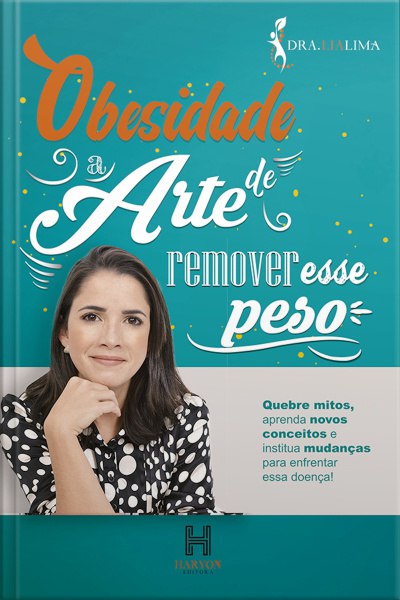 DRA.LIALIMA
Obesidade
a Arte de
remover esse
peso
Quebre mitos,
aprenda novos
conceitos e
institua mudanças
para enfrentar
essa doença!
H
HARYON
EDITORA